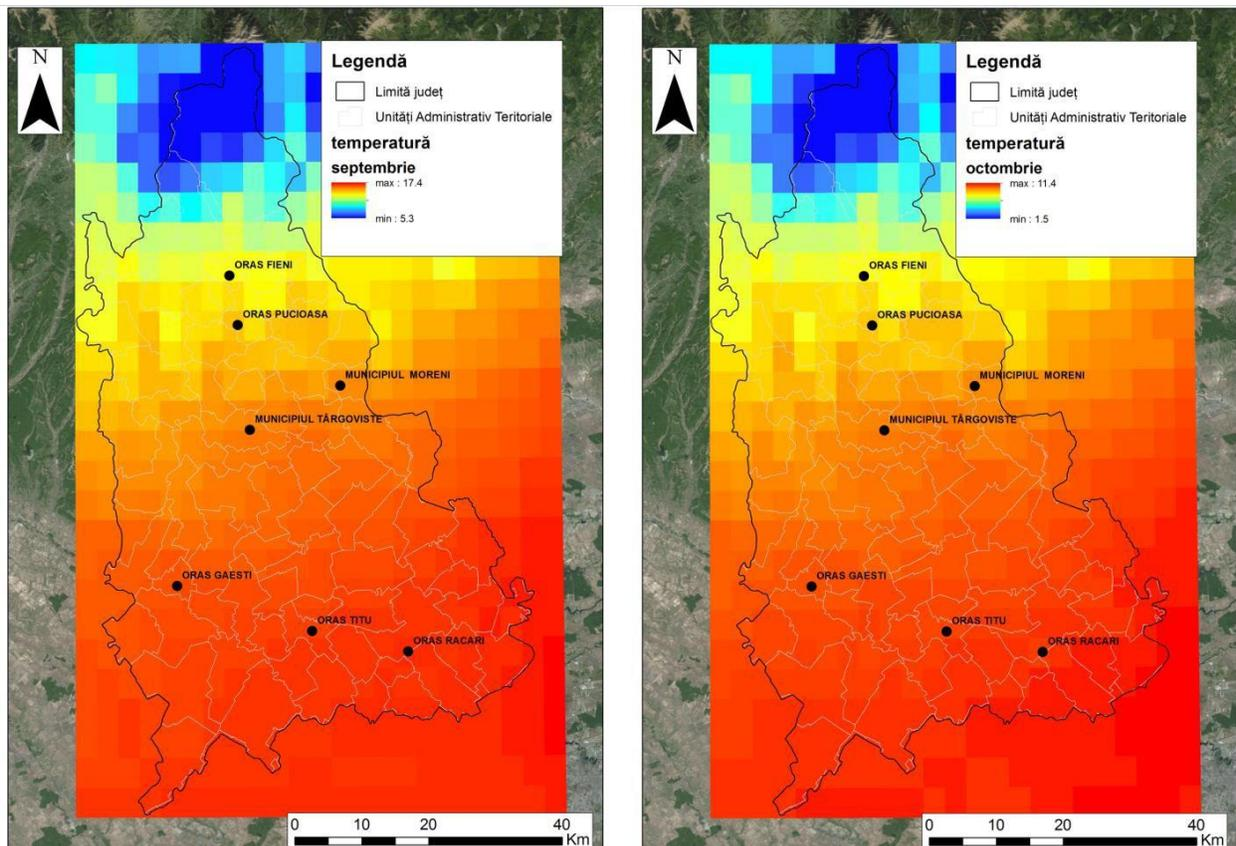 N
Legendă
Limită județ
Unități Administrativ Teritoriale
temperatură
septembrie
max : 17.4
min : 5.3
ORAS FIENI
ORAS PUCIOASA
MUNICIPIUL MORENI
MUNICIPIUL TÂRGOVISTE
ORAS GAESTI
ORAS TITU
ORAS RACARI
0 10 20 40
Km
N
Legendă
Limită județ
Unități Administrativ Teritoriale
temperatură
octombrie
max : 11.4
min : 1.5
ORAS FIENI
ORAS PUCIOASA
MUNICIPIUL MORENI
MUNICIPIUL TÂRGOVISTE
ORAS GAESTI
ORAS TITU
ORAS RACARI
0 10 20 40
Km